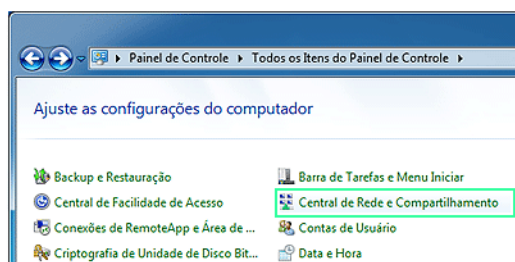 Painel de Controle ▸ Todos os Itens do Painel de Controle ▸
Ajuste as configurações do computador
Backup e Restauração
Barra de Tarefas e Menu Iniciar
Central de Facilidade de Acesso
Central de Rede e Compartilhamento
Conexões de RemoteApp e Área de ...
Contas de Usuário
Criptografia de Unidade de Disco Bit...
Data e Hora